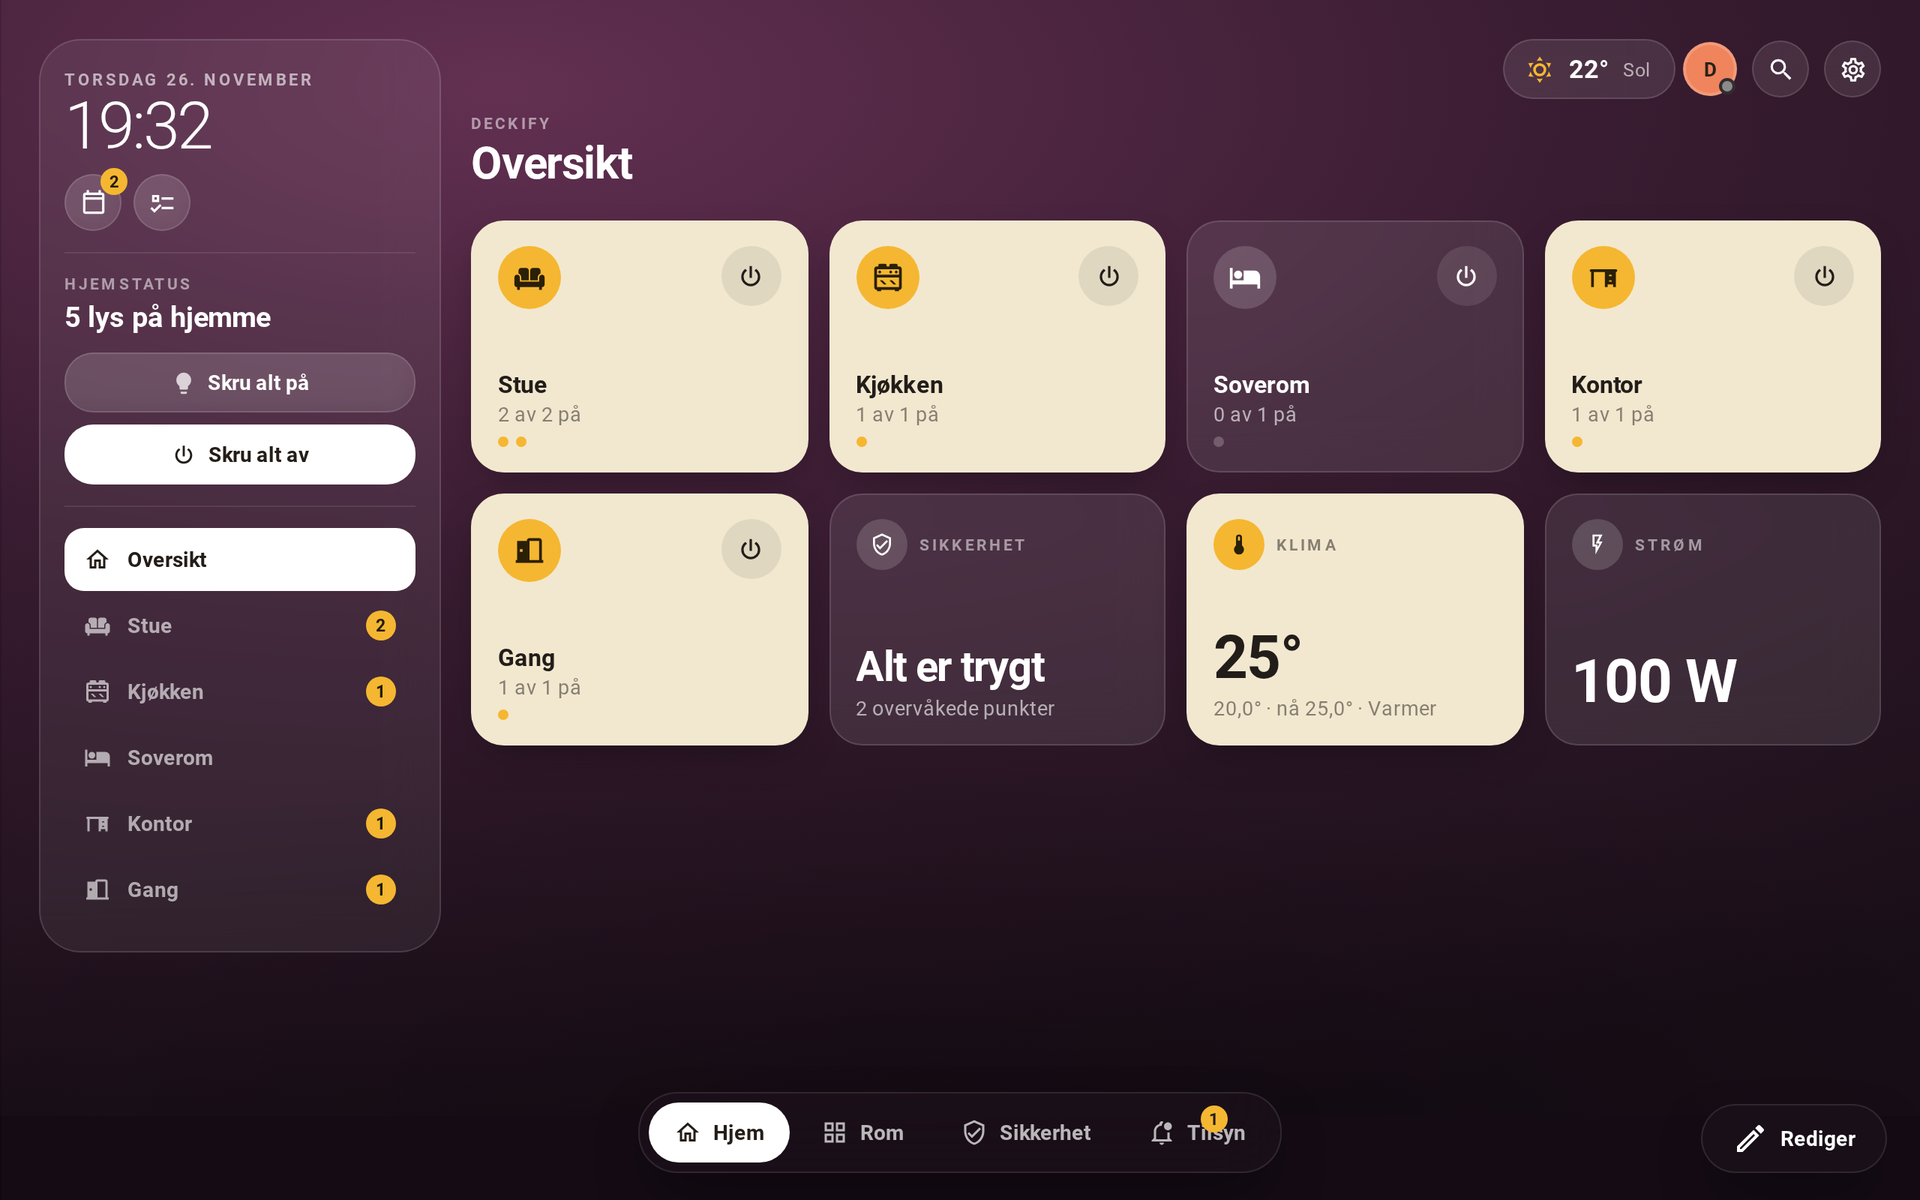 TORSDAG 26. NOVEMBER
19:32
2
HJEMSTATUS
5 lys på hjemme
Skru alt på
Skru alt av
Oversikt
Stue 2
Kjøkken 1
Soverom
Kontor 1
Gang 1
22° Sol
D
DECKIFY
Oversikt
Stue
2 av 2 på
Kjøkken
1 av 1 på
Soverom
0 av 1 på
Kontor
1 av 1 på
Gang
1 av 1 på
SIKKERHET
Alt er trygt
2 overvåkede punkter
KLIMA
25°
20,0° · nå 25,0° · Varmer
STRØM
100 W
Hjem
Rom
Sikkerhet
Tilsyn
1
Rediger